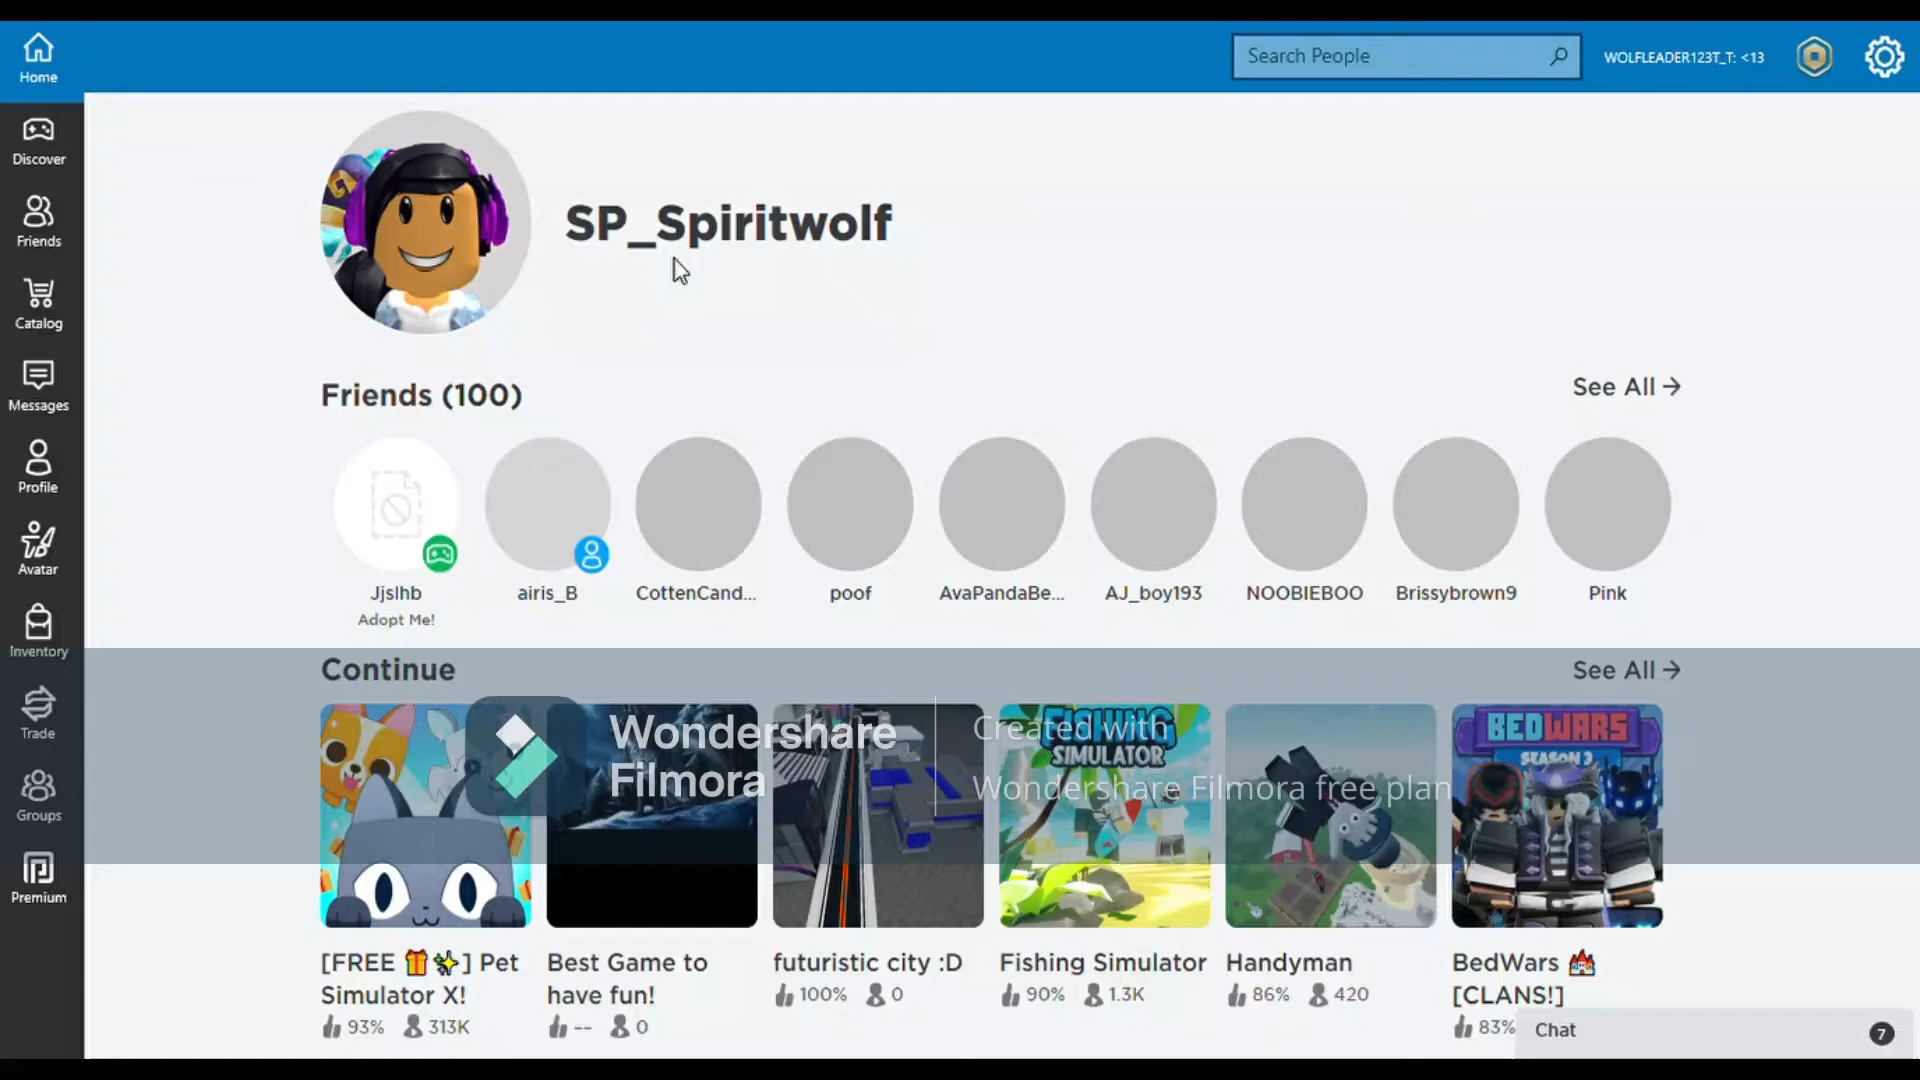 Home
Search People
WOLFLEADER123T_T: <13
Discover
Friends
Catalog
Messages
Profile
Avatar
Inventory
Trade
Groups
Premium
SP_Spiritwolf
Friends (100)
See All
Jjslhb
Adopt Me!
airis_B
CottenCand...
poof
AvaPandaBe...
AJ_boy193
NOOBIEBOO
Brissybrown9
Pink
Continue
See All
Wondershare
Filmora
Created with
Wondershare Filmora free plan
FISHING
SIMULATOR
BEDWARS
SEASON 3
[FREE 🎁✨] Pet
Simulator X!
93% 313K
Best Game to
have fun!
-- 0
futuristic city :D
100% 0
Fishing Simulator
90% 1.3K
Handyman
86% 420
BedWars 🏰
[CLANS!]
83%
Chat
7